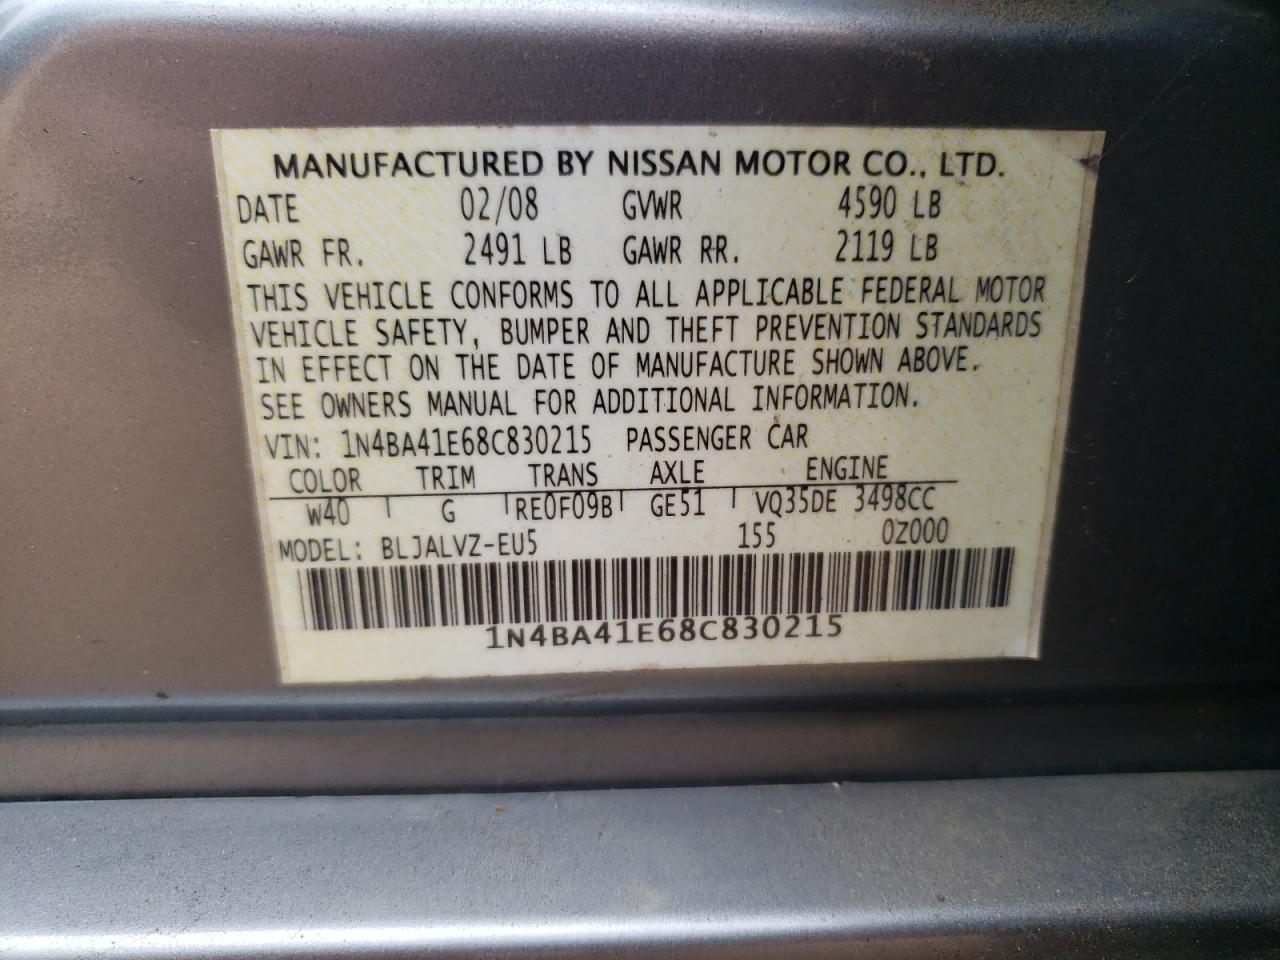 MANUFACTURED BY NISSAN MOTOR CO., LTD.
DATE 02/08 GVWR 4590 LB
GAWR FR. 2491 LB GAWR RR. 2119 LB
THIS VEHICLE CONFORMS TO ALL APPLICABLE FEDERAL MOTOR
VEHICLE SAFETY, BUMPER AND THEFT PREVENTION STANDARDS
IN EFFECT ON THE DATE OF MANUFACTURE SHOWN ABOVE.
SEE OWNERS MANUAL FOR ADDITIONAL INFORMATION.
VIN: 1N4BA41E68C830215 PASSENGER CAR
COLOR TRIM TRANS AXLE ENGINE
W40 G RE0F09B GE51 VQ35DE 3498CC
MODEL: BLJALVZ-EU5 155 0Z000
1N4BA41E68C830215